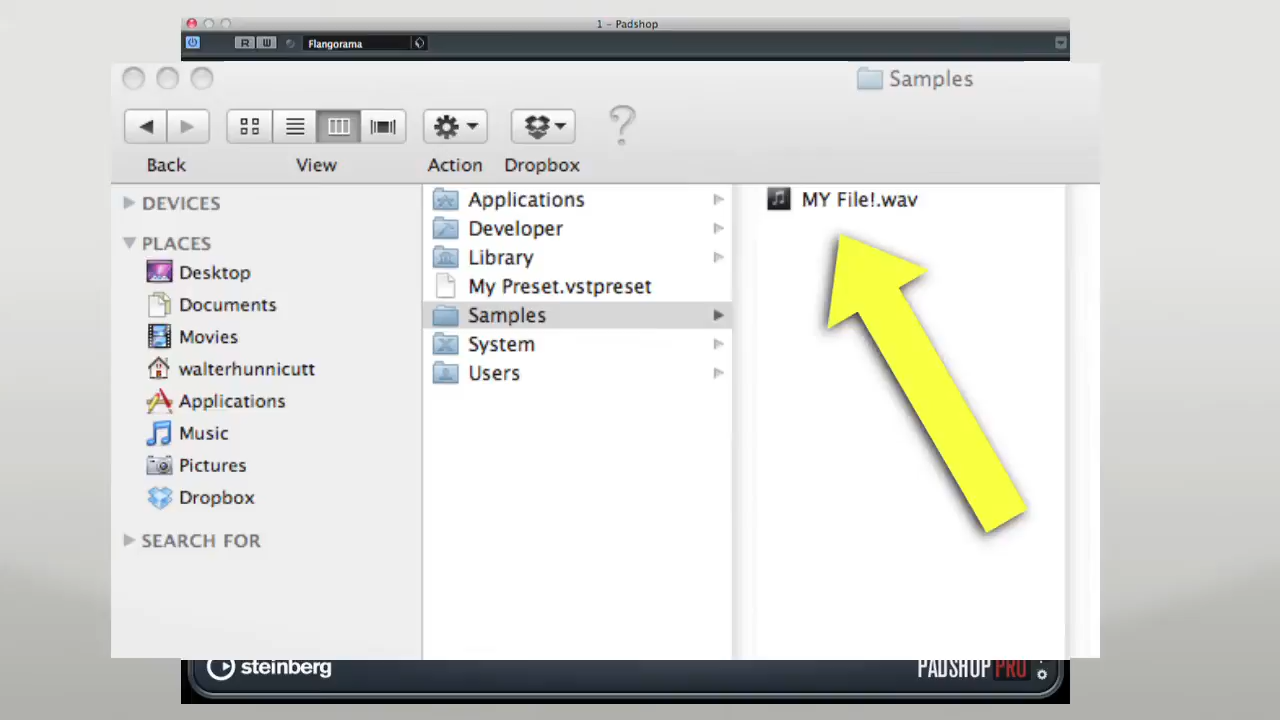 1 - Padshop
R W Flangorama
Samples
Back
View
Action
Dropbox
DEVICES
PLACES
Desktop
Documents
Movies
walterhunnicutt
Applications
Music
Pictures
Dropbox
SEARCH FOR
Applications
Developer
Library
My Preset.vstpreset
Samples
System
Users
MY File!.wav
steinberg
PADSHOP PRO